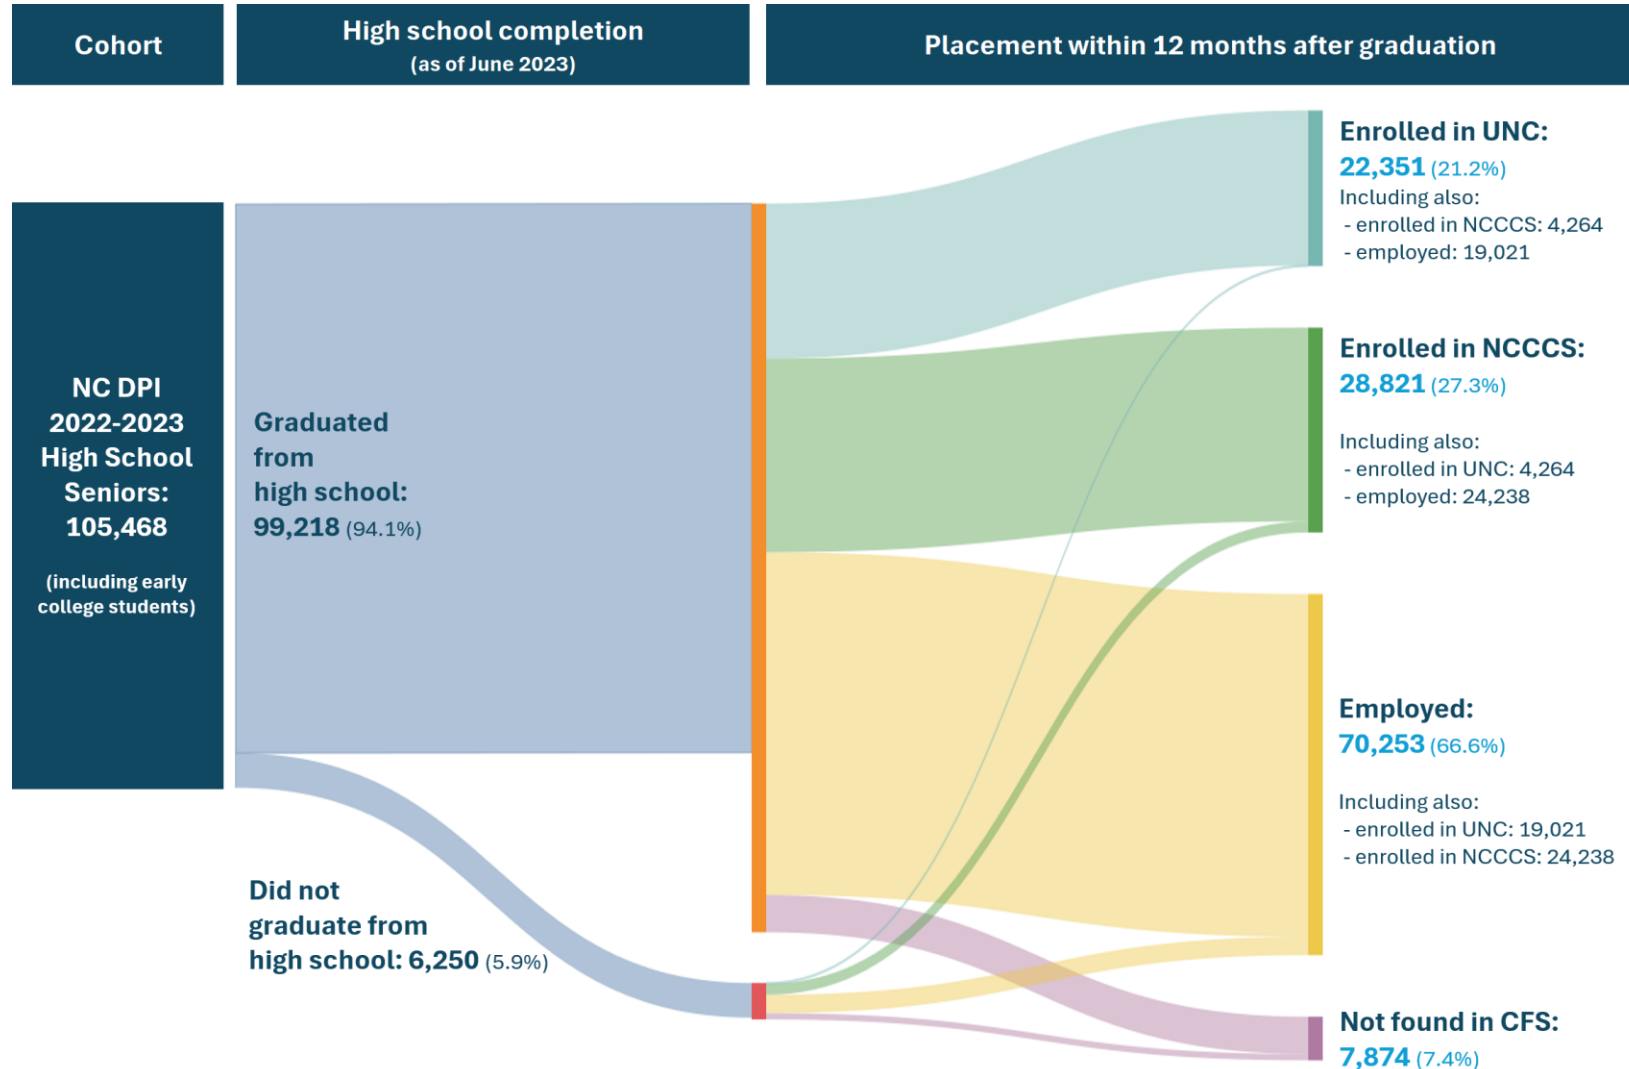 Cohort
High school completion
(as of June 2023)
Placement within 12 months after graduation
NC DPI
2022-2023
High School
Seniors:
105,468
(including early
college students)
Graduated
from
high school:
99,218 (94.1%)
Did not
graduate from
high school: 6,250 (5.9%)
Enrolled in UNC:
22,351 (21.2%)
Including also:
- enrolled in NCCCS: 4,264
- employed: 19,021
Enrolled in NCCCS:
28,821 (27.3%)
Including also:
- enrolled in UNC: 4,264
- employed: 24,238
Employed:
70,253 (66.6%)
Including also:
- enrolled in UNC: 19,021
- enrolled in NCCCS: 24,238
Not found in CFS:
7,874 (7.4%)